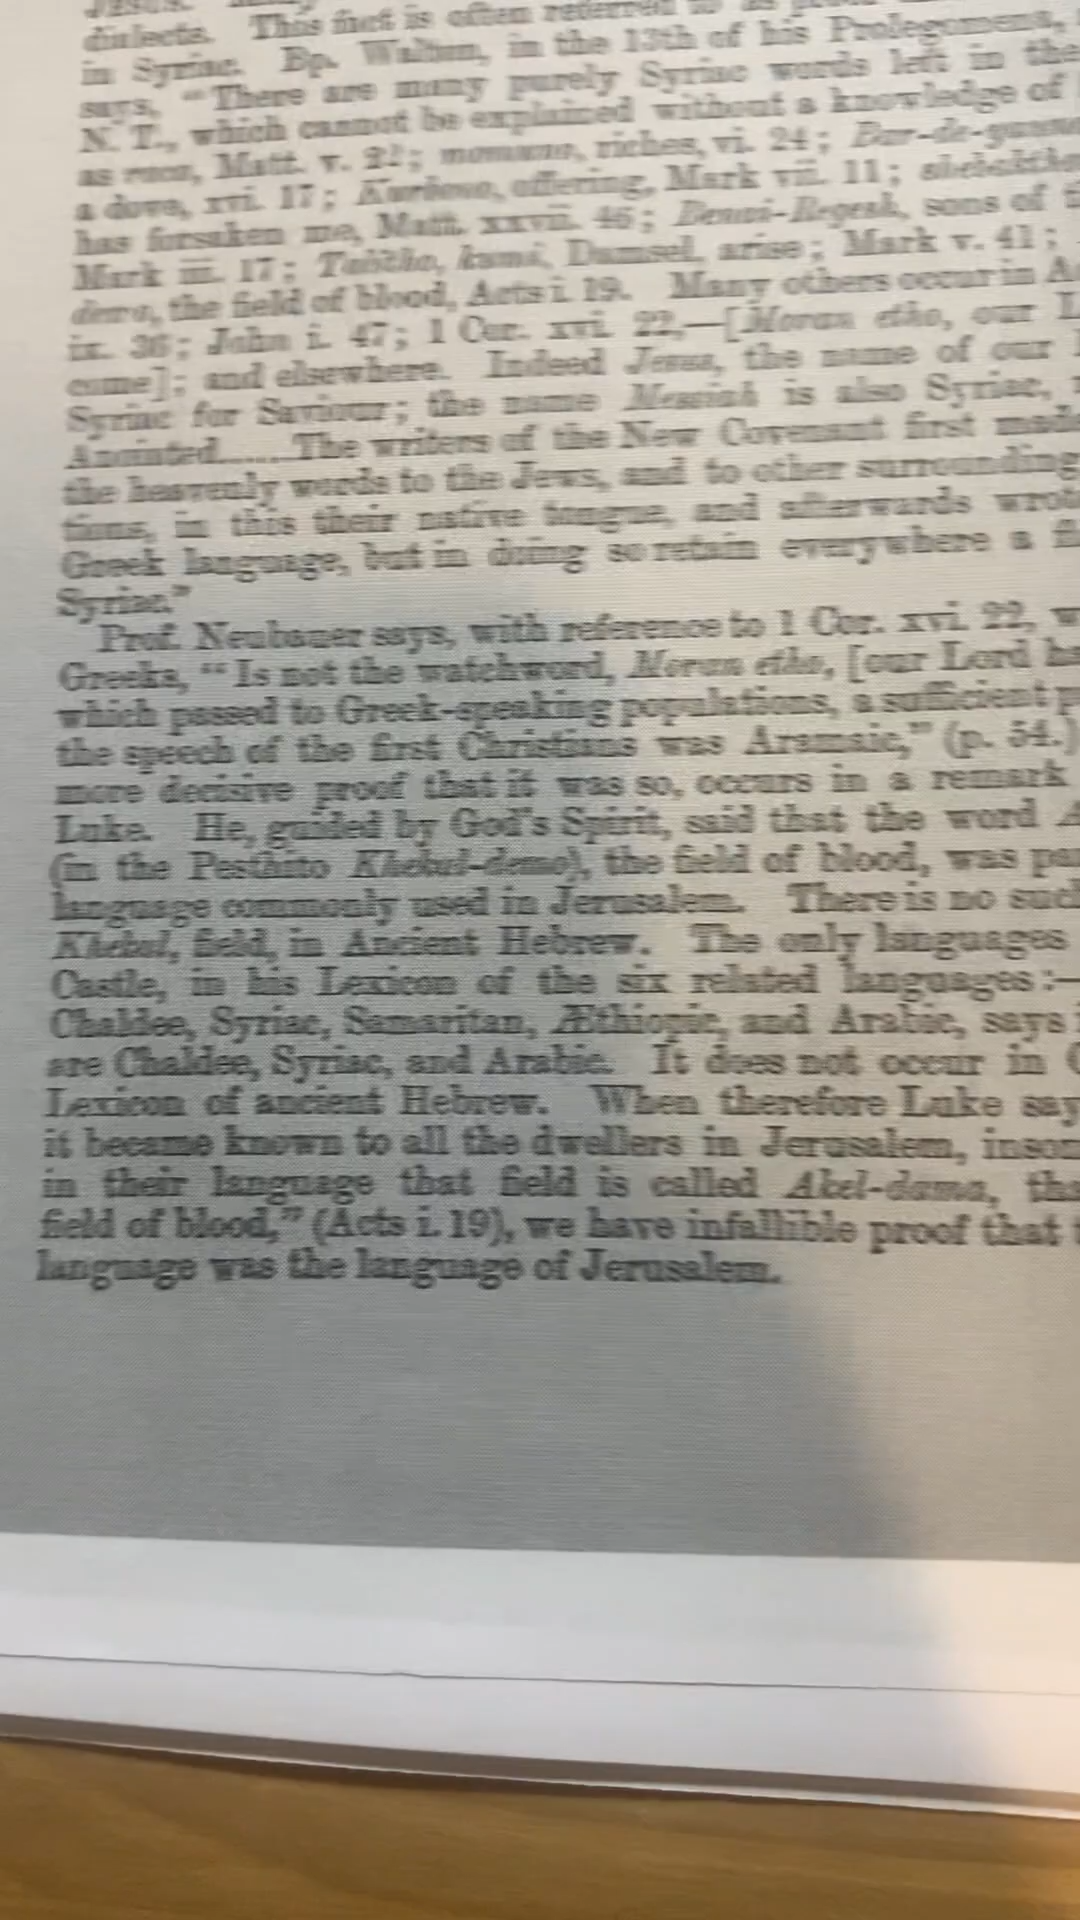 dialects. This fact is often referred to as
in Syriac. Bp. Walton, in the 13th of his Prolegomena,
says, "There are many purely Syriac words left in the
N. T., which cannot be explained without a knowledge of
as raca, Matt. v. 22; momuno, riches, vi. 24;
a dove, xvi. 17; Kurbono, offering, Mark vii. 11;
has forsaken me, Matt. xxvii. 46; Benai-Regesh, sons of
Mark iii. 17; Tabitho, kumi, Damsel, arise; Mark v. 41;
demo, the field of blood, Acts i. 19. Many others occur in
ix. 36; John i. 47; 1 Cor. xvi. 22,—[Moran etho, our
come]; and elsewhere. Indeed Jesus, the name of our
Syriac for Saviour; the name Messiah is also Syriac,
Anointed......The writers of the New Covenant first made
the heavenly words to the Jews, and to other surrounding
tions, in this their native tongue, and afterwards wrote
Greek language, but in doing so retain everywhere a
Syriac."
Prof. Neubauer says, with reference to 1 Cor. xvi. 22,
Greeks, "Is not the watchword, Moran etho, [our Lord
which passed to Greek-speaking populations, a sufficient
the speech of the first Christians was Aramaic," (p. 54.)
more decisive proof that it was so, occurs in a remark
Luke. He, guided by God's Spirit, said that the word
(in the Peshito Khekul-demo), the field of blood, was
language commonly used in Jerusalem. There is no such
Khekul, field, in Ancient Hebrew. The only languages
Castle, in his Lexicon of the six related languages:—
Chaldee, Syriac, Samaritan, Æthiopic, and Arabic, says
are Chaldee, Syriac, and Arabic. It does not occur in
Lexicon of ancient Hebrew. When therefore Luke
it became known to all the dwellers in Jerusalem,
in their language that field is called Akel-dama,
field of blood," (Acts i. 19), we have infallible proof that
language was the language of Jerusalem.